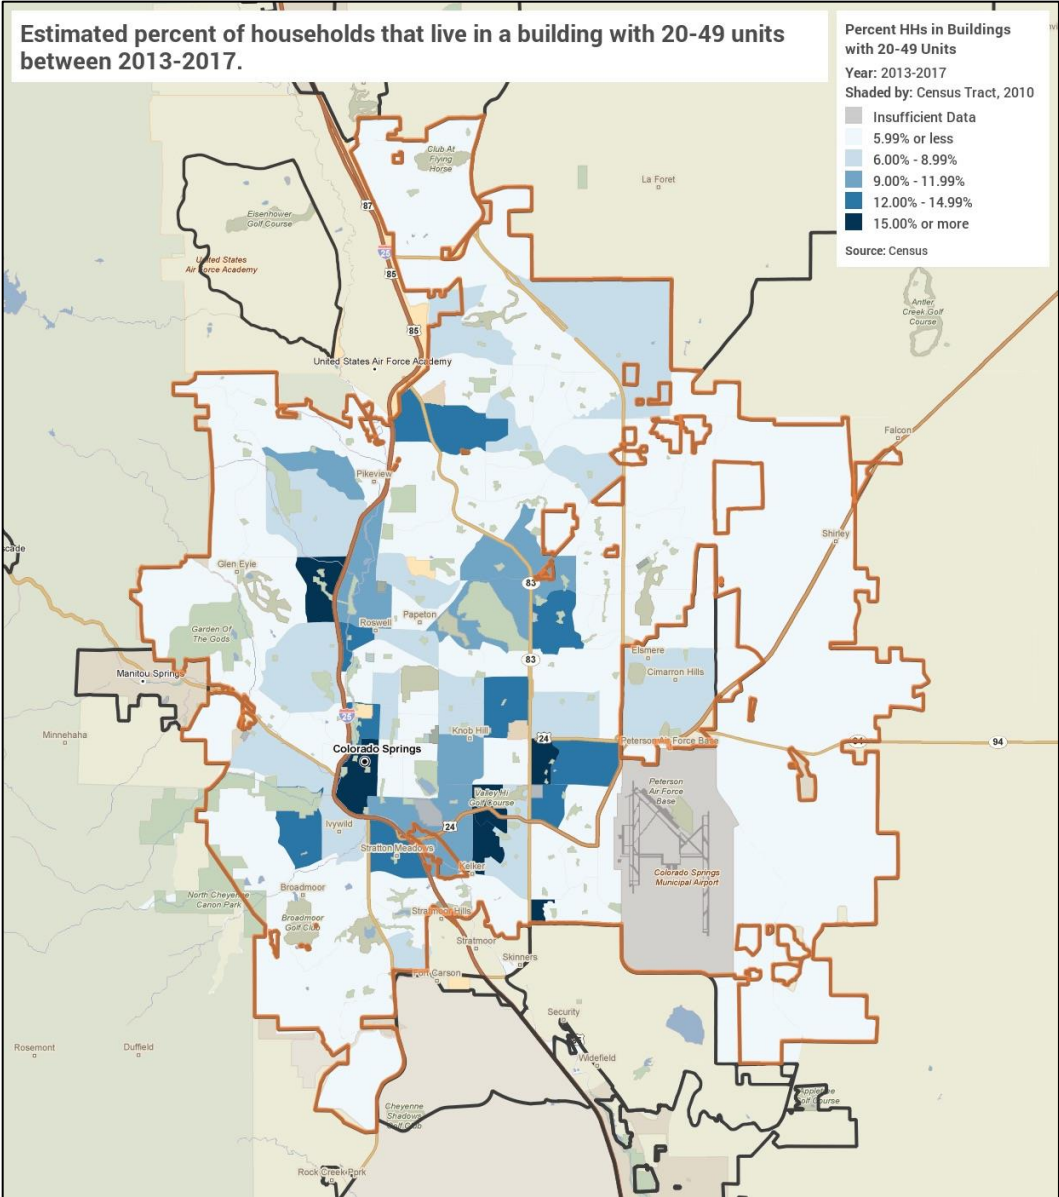 Estimated percent of households that live in a building with 20-49 units
between 2013-2017.
Percent HHs in Buildings
with 20-49 Units
Year: 2013-2017
Shaded by: Census Tract, 2010
Insufficient Data
5.99% or less
6.00% - 8.99%
9.00% - 11.99%
12.00% - 14.99%
15.00% or more
Source: Census
Club At
Flying
Horse
La Foret
87
Eisenhower
Golf Course
25
United States
Air Force Academy
85
Antler
Creek Golf
Course
85
United States Air Force Academy
Falcon
Pikeview
Shirley
scade
Glen Eyie
83
Papeton
Roswell
Garden Of
The Gods
Elsmere
83
Cimarron Hills
Manitou Springs
25
Minnehaha
Knob Hill
24
Peterson Air Force Base
94
Colorado Springs
Peterson
Air Force
Base
Valley Hi
Golf Course
Ivywild
24
Stratton Meadows
Kelker
Colorado Springs
Municipal Airport
North Cheyenne
Canon Park
Broadmoor
Broadmoor
Golf Club
Stratmoor Hills
Stratmoor
Skinners
Fort Carson
Security
Rosemont
Duffield
Widefield
Appletree
Golf Course
Cheyenne
Shadows
Golf Club
Rock Creek Park